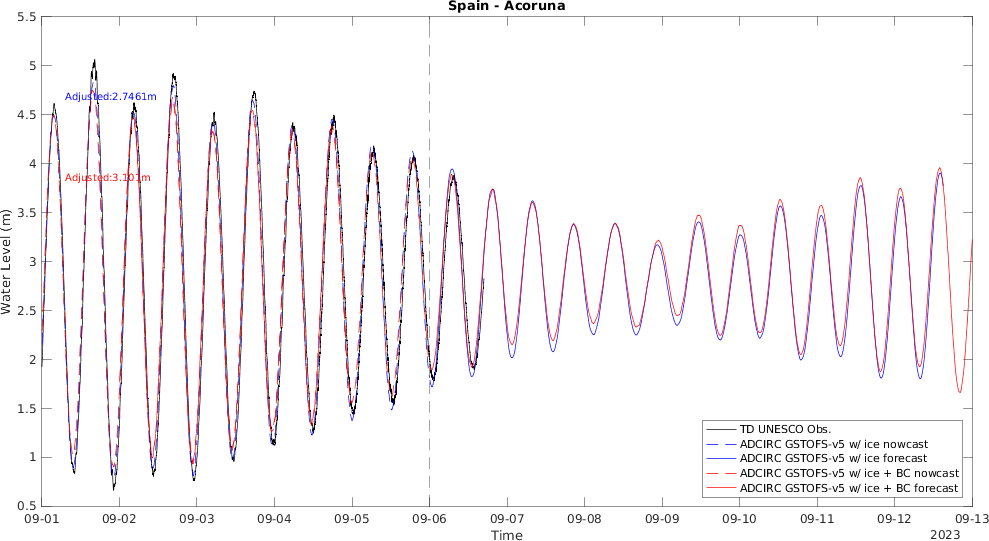 Spain - Acoruna
5.5
5
4.5
4
3.5
3
2.5
2
1.5
1
0.5
Water Level (m)
Adjusted:2.7461m
Adjusted:3.101m
TD UNESCO Obs.
ADCIRC GSTOFS-v5 w/ ice nowcast
ADCIRC GSTOFS-v5 w/ ice forecast
ADCIRC GSTOFS-v5 w/ ice + BC nowcast
ADCIRC GSTOFS-v5 w/ ice + BC forecast
09-01 09-02 09-03 09-04 09-05 09-06 09-07 09-08 09-09 09-10 09-11 09-12 09-13
Time
2023